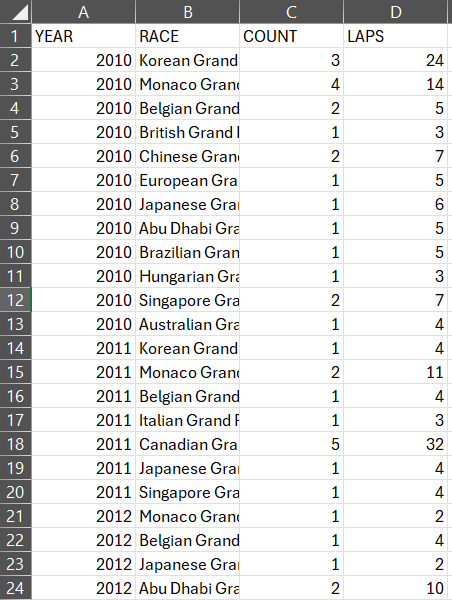 A B C D
1 YEAR RACE COUNT LAPS
2 2010 Korean Grand 3 24
3 2010 Monaco Grand 4 14
4 2010 Belgian Grand 2 5
5 2010 British Grand 1 3
6 2010 Chinese Gran 2 7
7 2010 European Gra 1 5
8 2010 Japanese Gra 1 6
9 2010 Abu Dhabi Gra 1 5
10 2010 Brazilian Gran 1 5
11 2010 Hungarian Gra 1 3
12 2010 Singapore Gra 2 7
13 2010 Australian Gra 1 4
14 2011 Korean Grand 1 4
15 2011 Monaco Grand 2 11
16 2011 Belgian Grand 1 4
17 2011 Italian Grand 1 3
18 2011 Canadian Gra 5 32
19 2011 Japanese Gra 1 4
20 2011 Singapore Gra 1 4
21 2012 Monaco Grand 1 2
22 2012 Belgian Grand 1 4
23 2012 Japanese Gra 1 2
24 2012 Abu Dhabi Gra 2 10